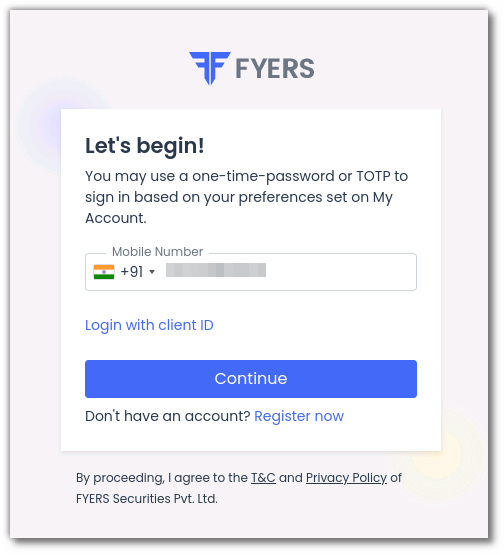 FYERS
Let's begin!
You may use a one-time-password or TOTP to
sign in based on your preferences set on My
Account.
Mobile Number
+91
Login with client ID
Continue
Don't have an account? Register now
By proceeding, I agree to the T&C and Privacy Policy of
FYERS Securities Pvt. Ltd.